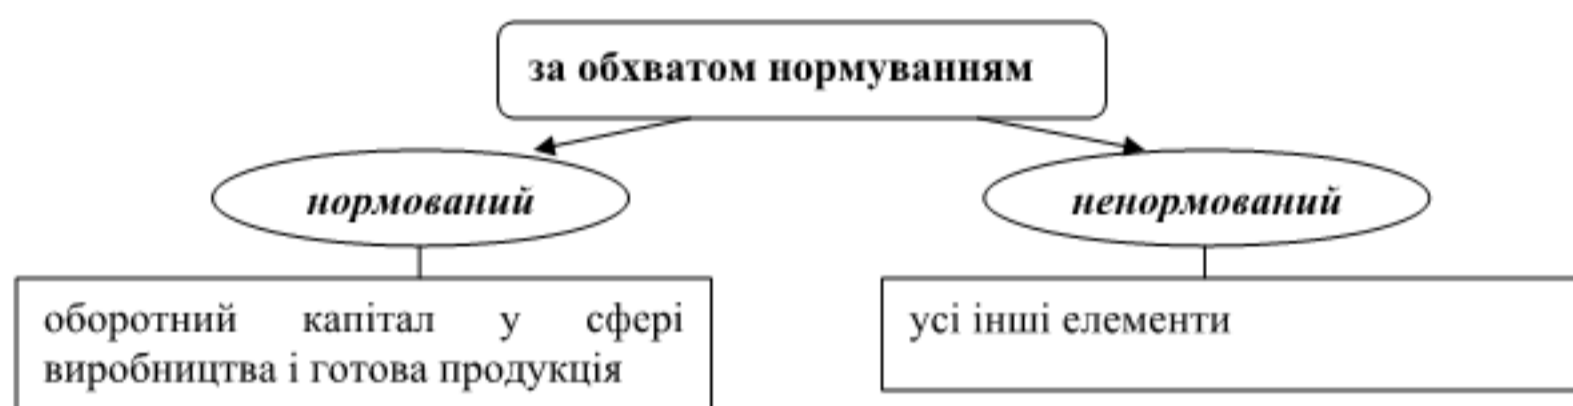 за обхватом нормуванням
нормований
ненормований
оборотний капітал у сфері
виробництва і готова продукція
усі інші елементи